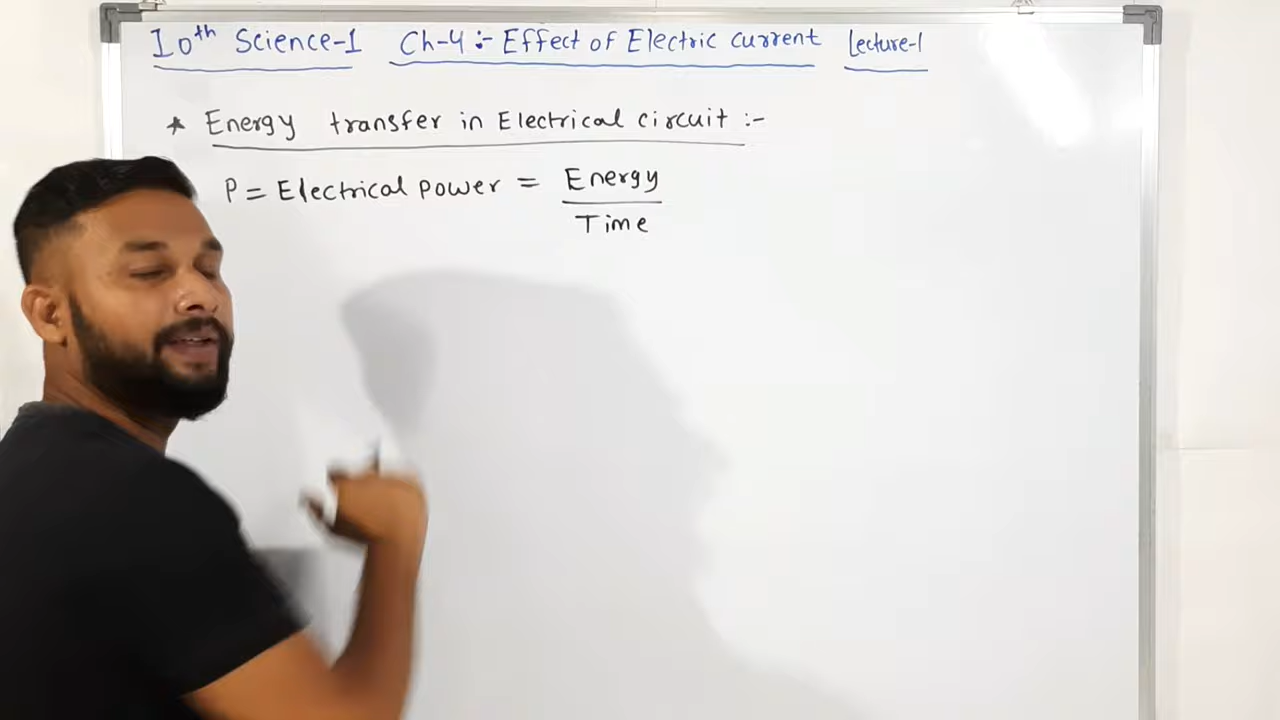 10th Science-1 Ch-4 :- Effect of Electric current Lecture-1
* Energy transfer in Electrical circuit :-
P = Electrical power = Energy
Time